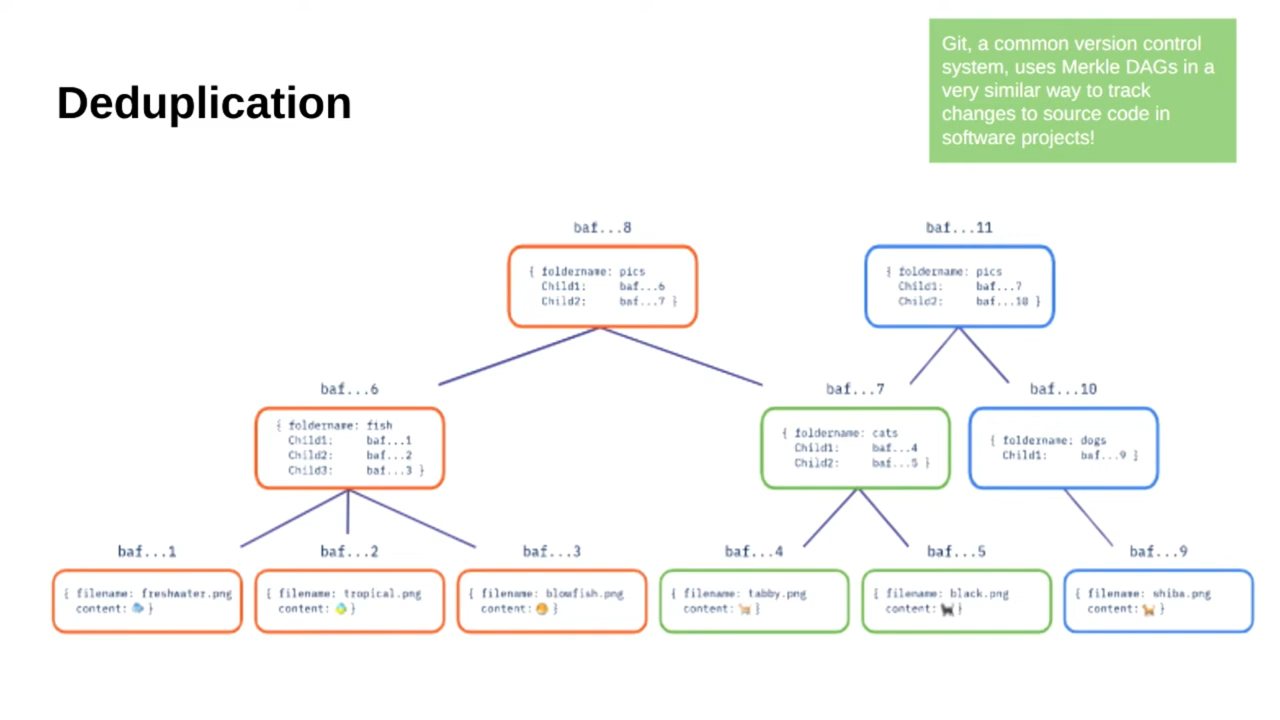 Git, a common version control
system, uses Merkle DAGs in a
very similar way to track
changes to source code in
software projects!
Deduplication
baf...8
{ foldername: pics
Child1: baf...6
Child2: baf...7 }
baf...11
{ foldername: pics
Child1: baf...7
Child2: baf...10 }
baf...6
{ foldername: fish
Child1: baf...1
Child2: baf...2
Child3: baf...3 }
baf...7
{ foldername: cats
Child1: baf...4
Child2: baf...5 }
baf...10
{ foldername: dogs
Child1: baf...9 }
baf...1
{ filename: freshwater.png
content: }
baf...2
{ filename: tropical.png
content: }
baf...3
{ filename: blowfish.png
content: }
baf...4
{ filename: tabby.png
content: }
baf...5
{ filename: black.png
content: }
baf...9
{ filename: shiba.png
content: }